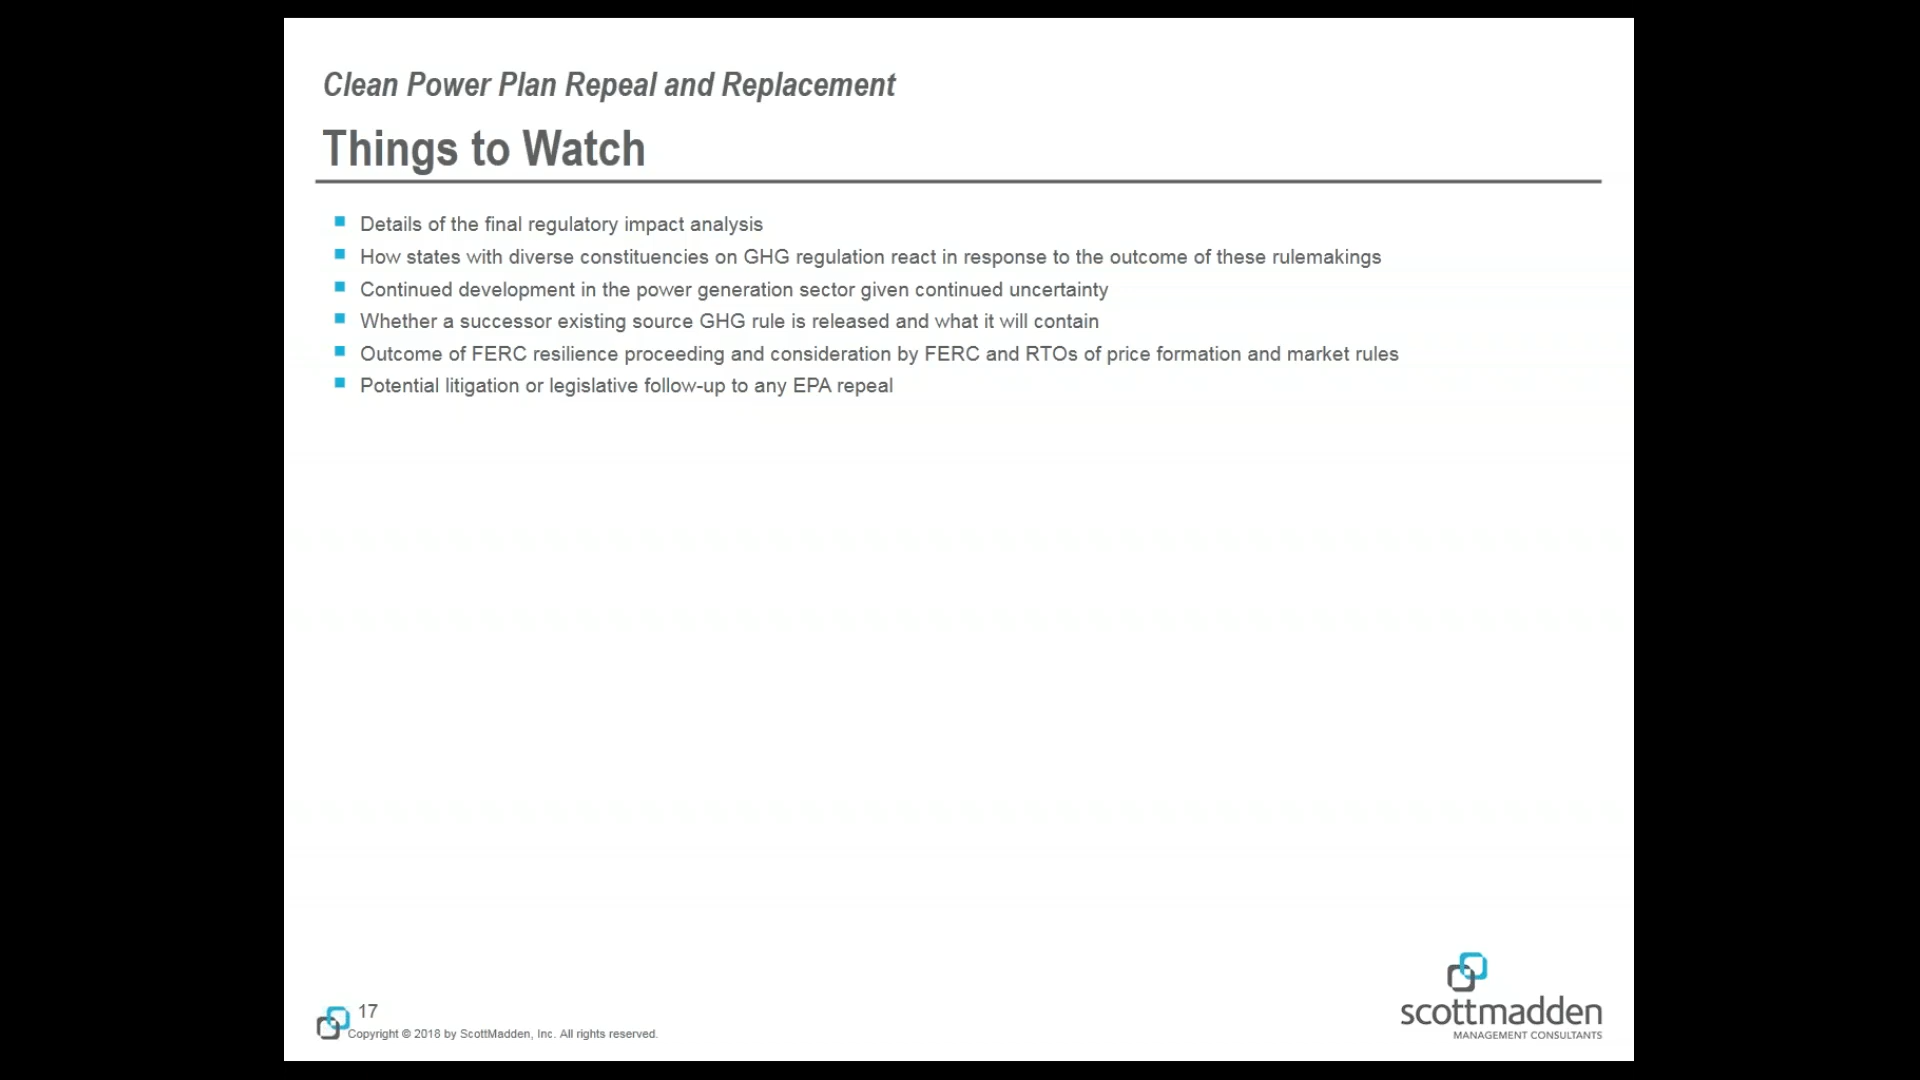 Clean Power Plan Repeal and Replacement
Things to Watch
Details of the final regulatory impact analysis
How states with diverse constituencies on GHG regulation react in response to the outcome of these rulemakings
Continued development in the power generation sector given continued uncertainty
Whether a successor existing source GHG rule is released and what it will contain
Outcome of FERC resilience proceeding and consideration by FERC and RTOs of price formation and market rules
Potential litigation or legislative follow-up to any EPA repeal
17
Copyright © 2018 by ScottMadden, Inc. All rights reserved.
scottmadden
MANAGEMENT CONSULTANTS